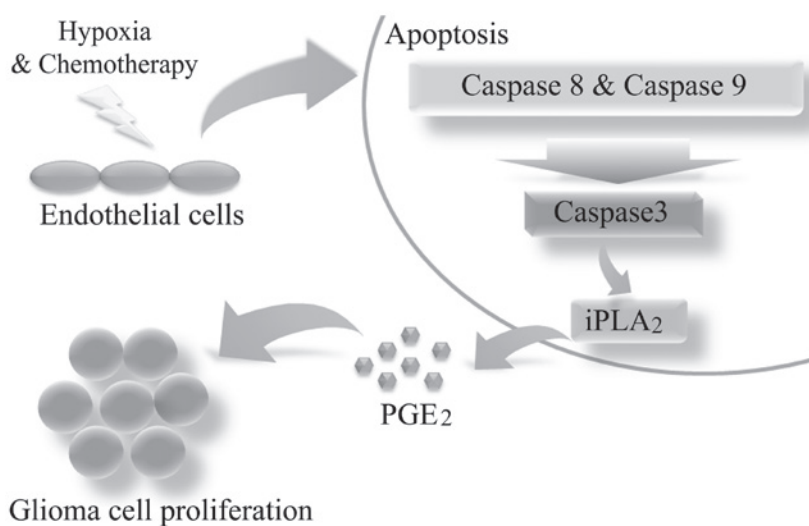 Hypoxia
& Chemotherapy
Endothelial cells
Apoptosis
Caspase 8 & Caspase 9
Caspase3
iPLA₂
PGE₂
Glioma cell proliferation